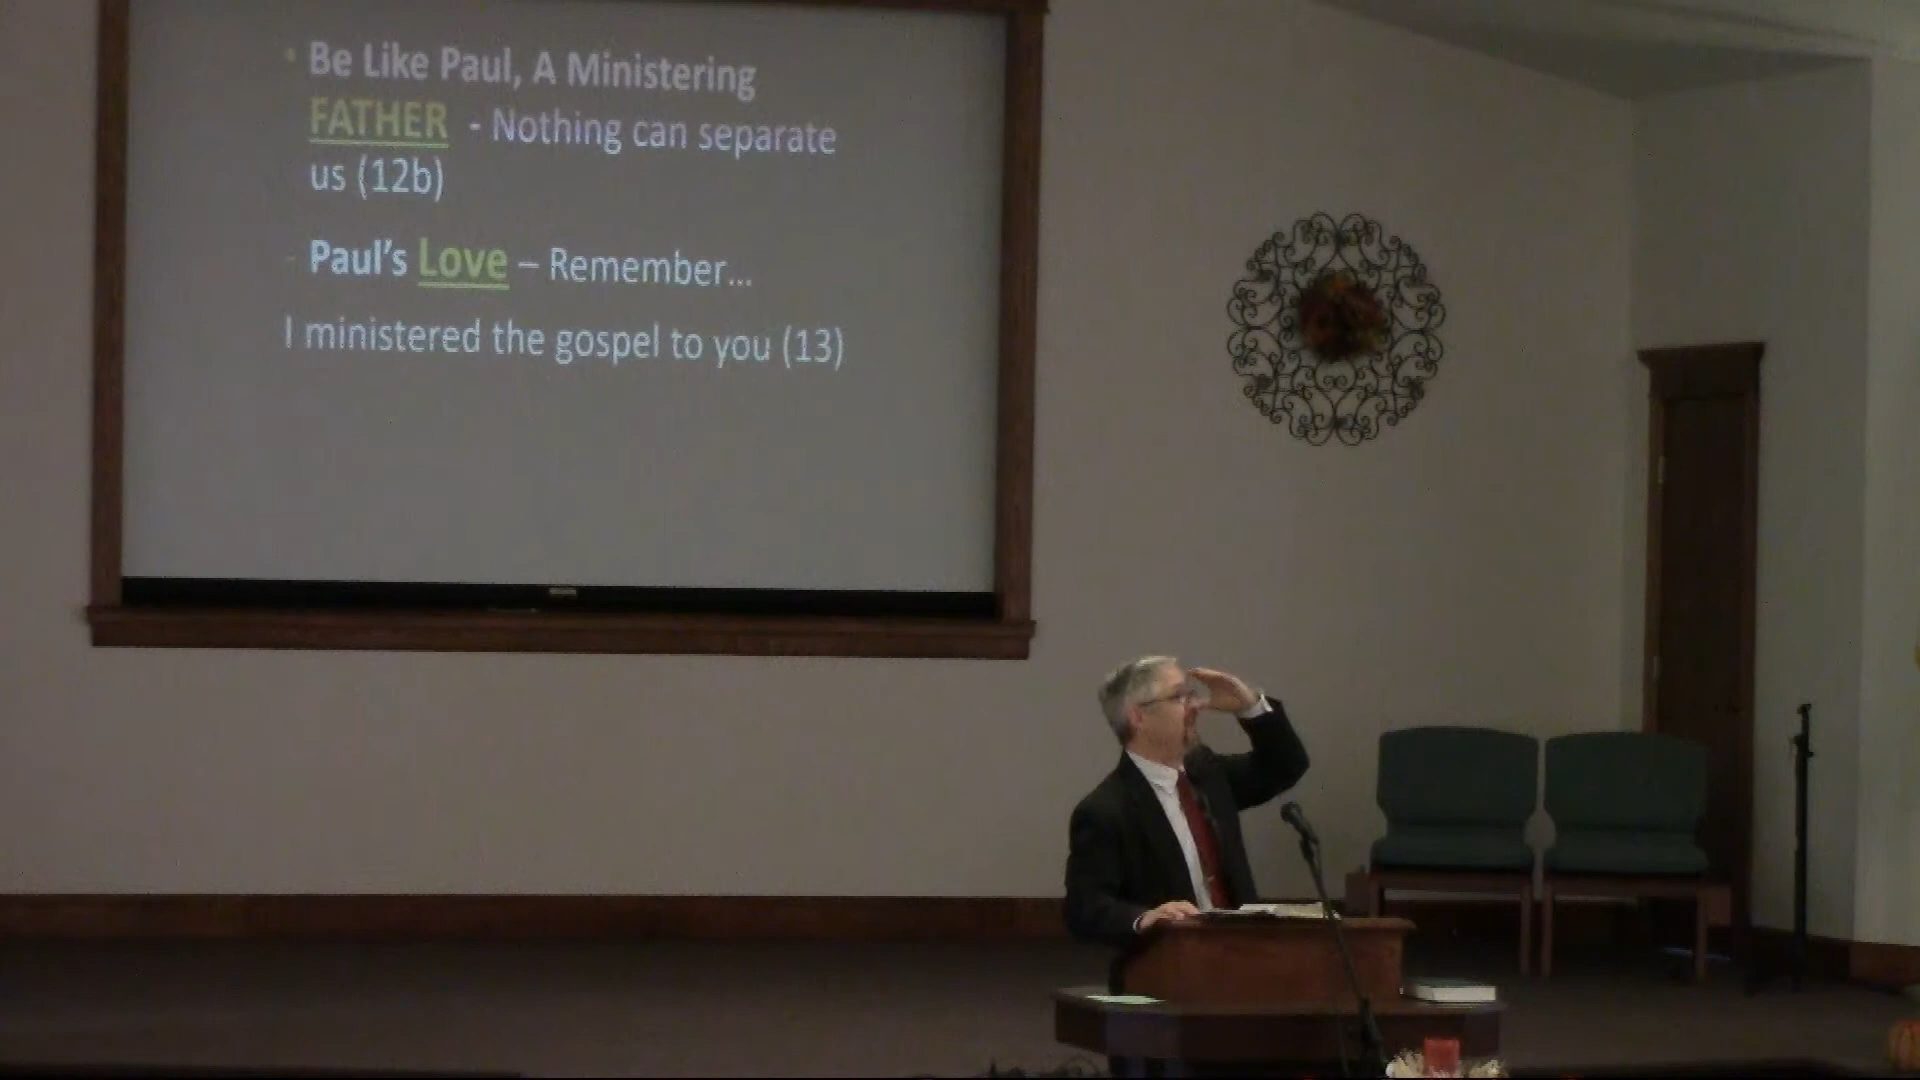 • Be Like Paul, A Ministering
FATHER - Nothing can separate
us (12b)
- Paul's Love – Remember...
I ministered the gospel to you (13)